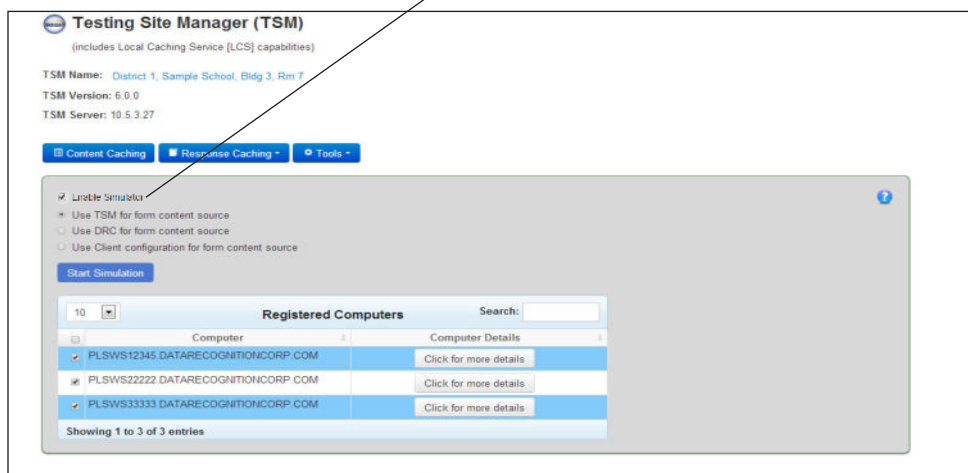 Testing Site Manager (TSM)
(includes Local Caching Service [LCS] capabilities)
TSM Name: District 1, Sample School, Bldg 3, Rm 7
TSM Version: 6.0.0
TSM Server: 10.5.3.27
Content Caching Response Caching Tools
Enable Simulator
Use TSM for form content source
Use DRC for form content source
Use Client configuration for form content source
Start Simulation
10 Registered Computers Search:
Computer Computer Details
PLSWS12345.DATARECOGNITIONCORP.COM Click for more details
PLSWS22222.DATARECOGNITIONCORP.COM Click for more details
PLSWS33333.DATARECOGNITIONCORP.COM Click for more details
Showing 1 to 3 of 3 entries